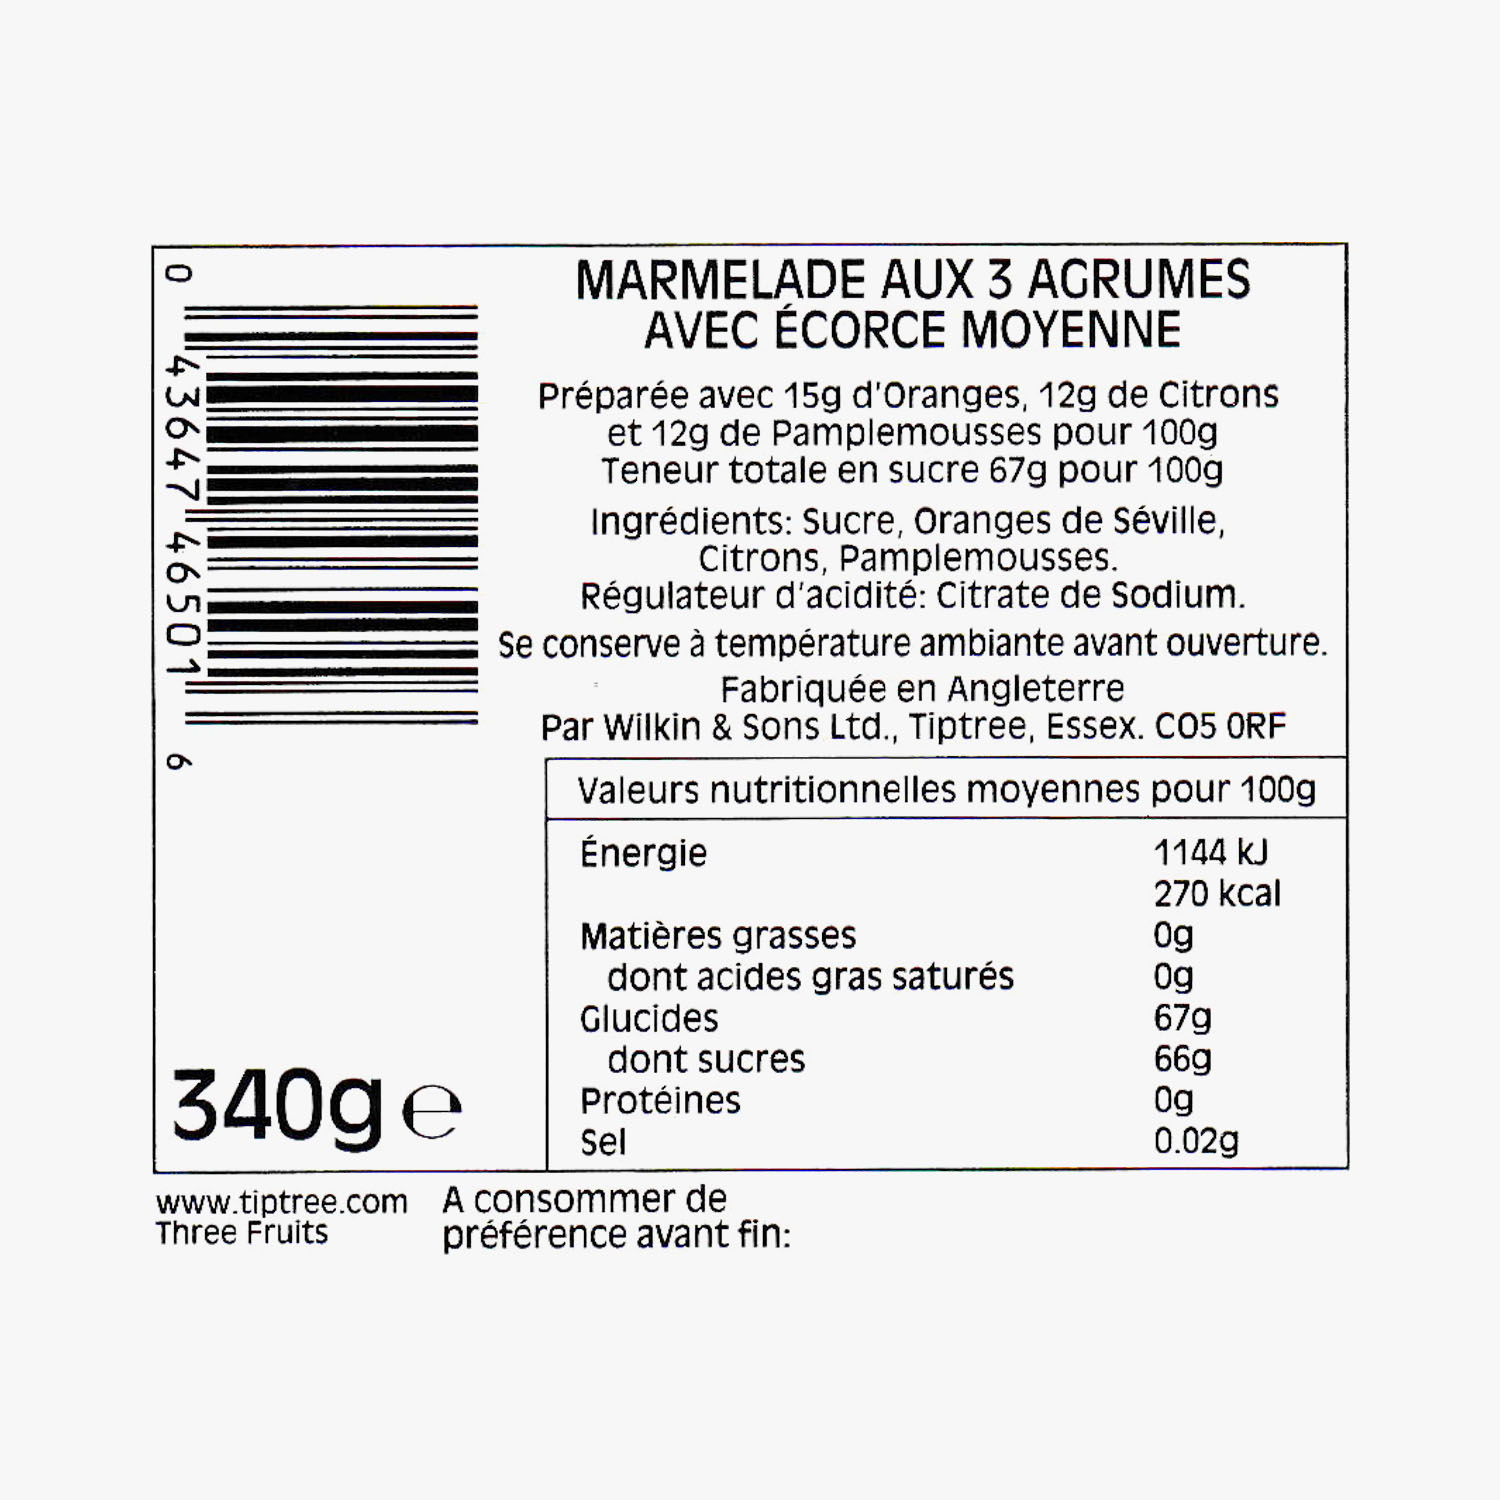 0 43647 46501 6
MARMELADE AUX 3 AGRUMES
AVEC ÉCORCE MOYENNE
Préparée avec 15g d'Oranges, 12g de Citrons
et 12g de Pamplemousses pour 100g
Teneur totale en sucre 67g pour 100g
Ingrédients: Sucre, Oranges de Séville,
Citrons, Pamplemousses.
Régulateur d'acidité: Citrate de Sodium.
Se conserve à température ambiante avant ouverture.
Fabriquée en Angleterre
Par Wilkin & Sons Ltd., Tiptree, Essex. CO5 0RF
Valeurs nutritionnelles moyennes pour 100g
Énergie 1144 kJ
270 kcal
Matières grasses 0g
dont acides gras saturés 0g
Glucides 67g
dont sucres 66g
Protéines 0g
Sel 0.02g
340g ℮
www.tiptree.com
Three Fruits
A consommer de
préférence avant fin: